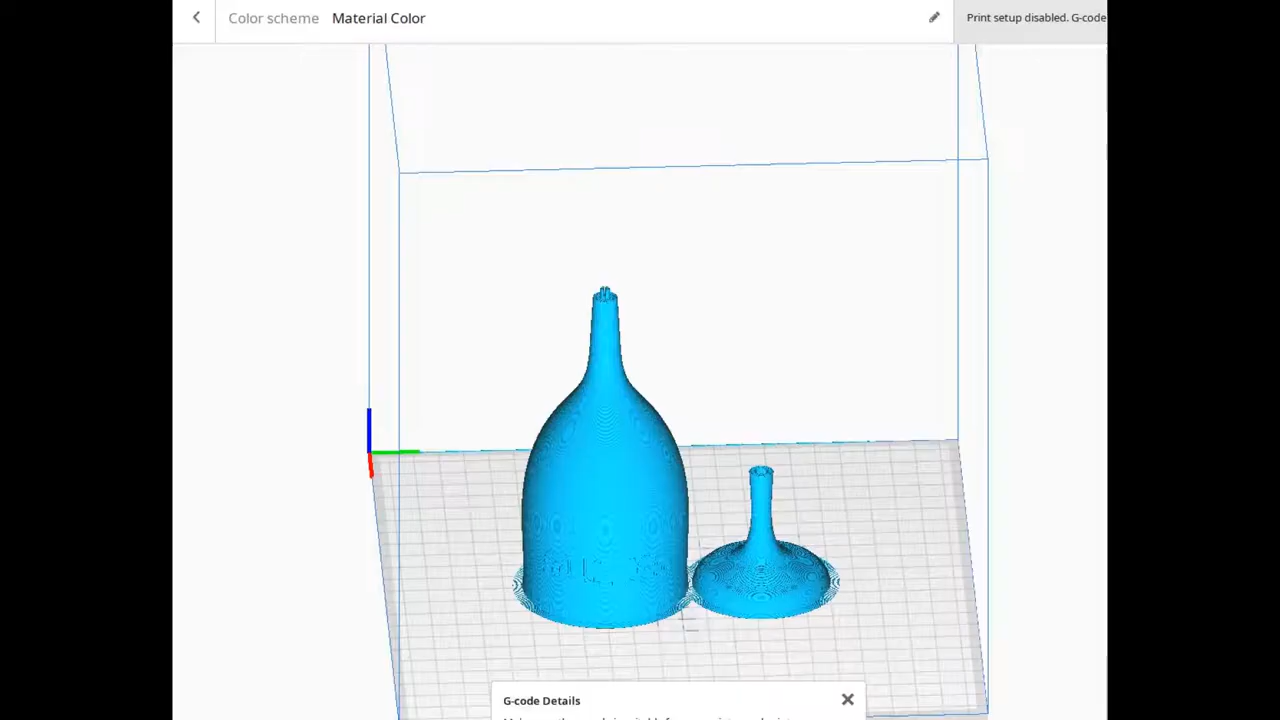 Color scheme Material Color
Print setup disabled. G-code
G-code Details